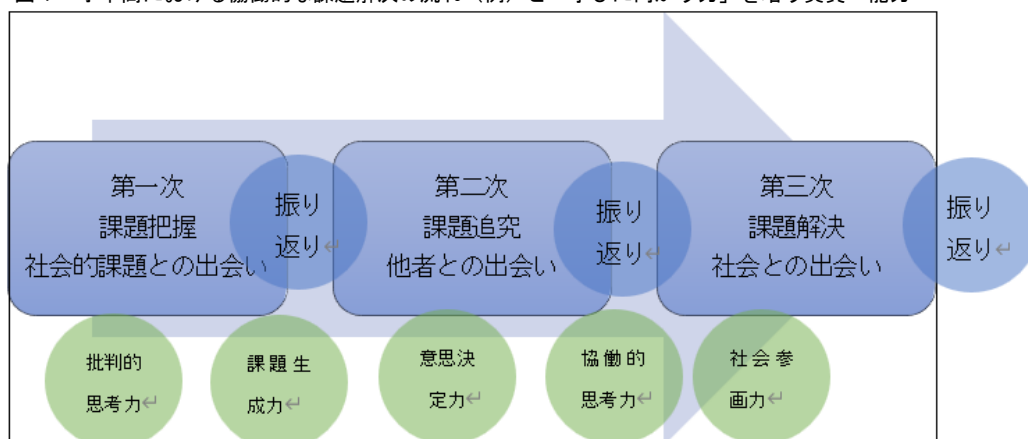 第一次
課題把握
社会的課題との出会い
振り
返り↵
第二次
課題追究
他者との出会い
振り
返り↵
第三次
課題解決
社会との出会い
振り
返り↵
批判的
思考力↵
課題生
成力↵
意思決
定力↵
協働的
思考力↵
社会参
画力↵